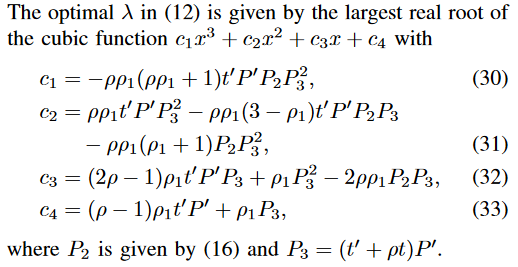 The optimal λ in (12) is given by the largest real root of
the cubic function c₁x³ + c₂x² + c₃x + c₄ with
c₁ = −ρρ₁(ρρ₁ + 1)t′P′P₂P₃², (30)
c₂ = ρρ₁t′P′P₃² − ρρ₁(3 − ρ₁)t′P′P₂P₃
− ρρ₁(ρ₁ + 1)P₂P₃², (31)
c₃ = (2ρ − 1)ρ₁t′P′P₃ + ρ₁P₃² − 2ρρ₁P₂P₃, (32)
c₄ = (ρ − 1)ρ₁t′P′ + ρ₁P₃, (33)
where P₂ is given by (16) and P₃ = (t′ + ρt)P′.